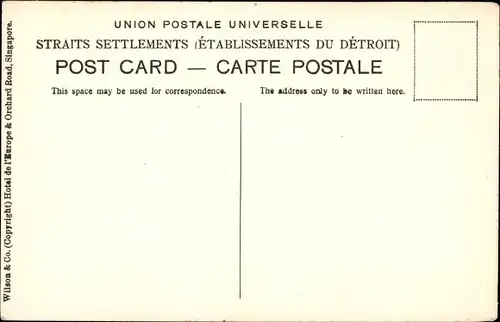 UNION POSTALE UNIVERSELLE
STRAITS SETTLEMENTS (ÉTABLISSEMENTS DU DÉTROIT)
POST CARD — CARTE POSTALE
This space may be used for correspondence.
The address only to be written here.
Wilson & Co. (Copyright) Hotel de l'Europe & Orchard Road, Singapore.